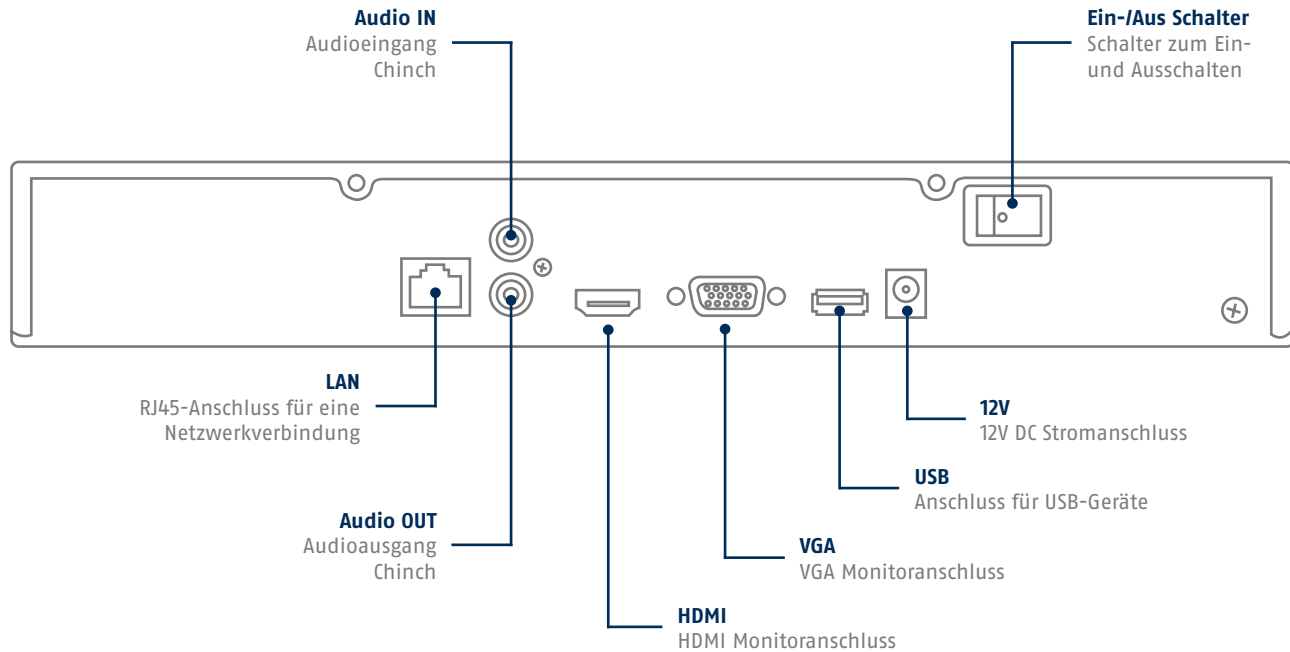 Audio IN
Audioeingang
Chinch
Ein-/Aus Schalter
Schalter zum Ein-
und Ausschalten
LAN
RJ45-Anschluss für eine
Netzwerkverbindung
12V
12V DC Stromanschluss
USB
Anschluss für USB-Geräte
Audio OUT
Audioausgang
Chinch
VGA
VGA Monitoranschluss
HDMI
HDMI Monitoranschluss